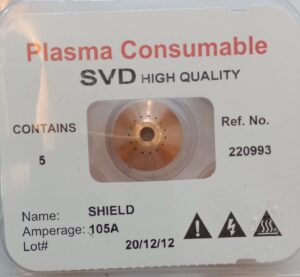 Plasma Consumable
SVD HIGH QUALITY
CONTAINS
5
Ref. No.
220993
Name: SHIELD
Amperage: 105A
Lot# 20/12/12